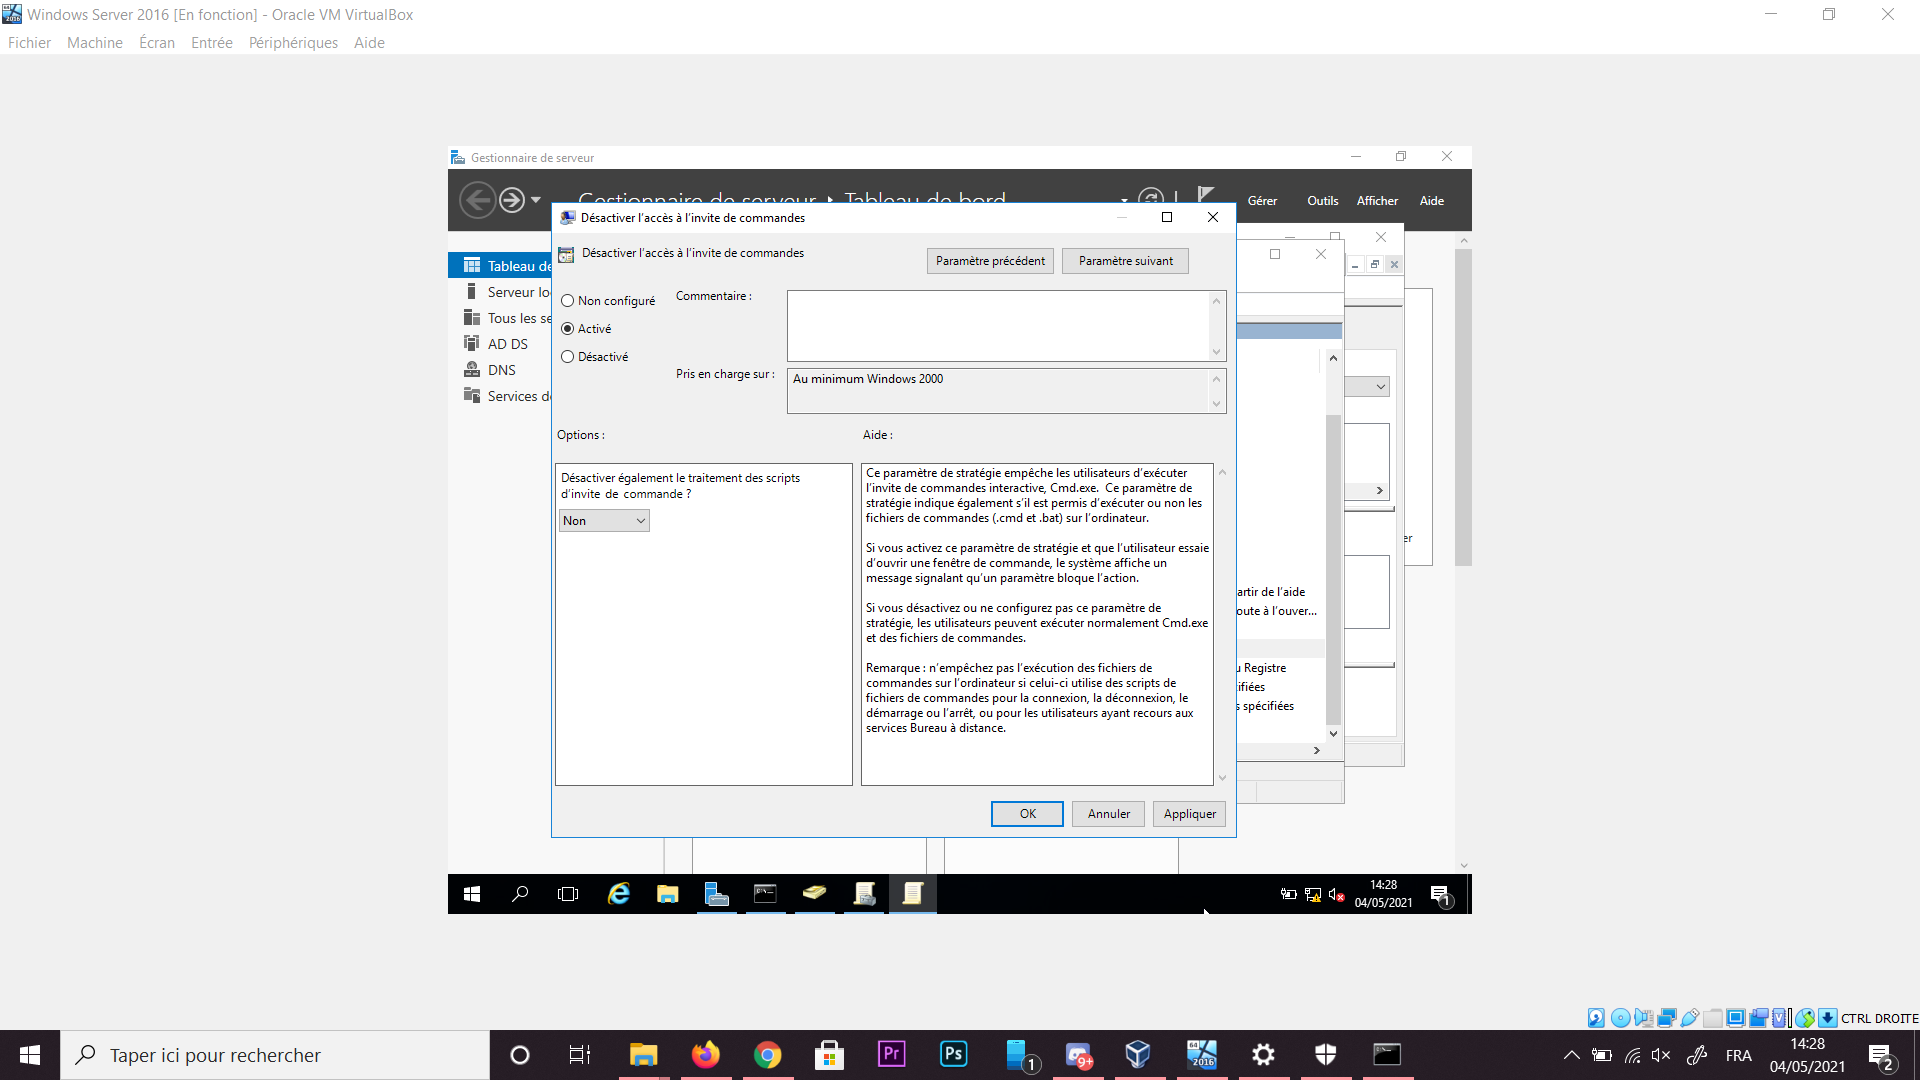 Windows Server 2016 [En fonction] - Oracle VM VirtualBox
Fichier Machine Écran Entrée Périphériques Aide
Gestionnaire de serveur
Gestionnaire de serveur ‣ Tableau de bord
Gérer Outils Afficher Aide
Désactiver l'accès à l'invite de commandes
Désactiver l'accès à l'invite de commandes
Paramètre précédent Paramètre suivant
Tableau de
Serveur lo
Tous les se
AD DS
DNS
Services de
Non configuré
Activé
Désactivé
Commentaire :
Pris en charge sur :
Au minimum Windows 2000
Options :
Aide :
Désactiver également le traitement des scripts
d'invite de commande ?
Non
Ce paramètre de stratégie empêche les utilisateurs d'exécuter
l'invite de commandes interactive, Cmd.exe. Ce paramètre de
stratégie indique également s'il est permis d'exécuter ou non les
fichiers de commandes (.cmd et .bat) sur l'ordinateur.
Si vous activez ce paramètre de stratégie et que l'utilisateur essaie
d'ouvrir une fenêtre de commande, le système affiche un
message signalant qu'un paramètre bloque l'action.
Si vous désactivez ou ne configurez pas ce paramètre de
stratégie, les utilisateurs peuvent exécuter normalement Cmd.exe
et des fichiers de commandes.
Remarque : n'empêchez pas l'exécution des fichiers de
commandes sur l'ordinateur si celui-ci utilise des scripts de
fichiers de commandes pour la connexion, la déconnexion, le
démarrage ou l'arrêt, ou pour les utilisateurs ayant recours aux
services Bureau à distance.
er
artir de l'aide
oute à l'ouver...
u Registre
ifiées
s spécifiées
OK Annuler Appliquer
14:28
04/05/2021
1
CTRL DROITE
Taper ici pour rechercher
Pr
Ps
1
9+
64
2016
FRA
14:28
04/05/2021
2